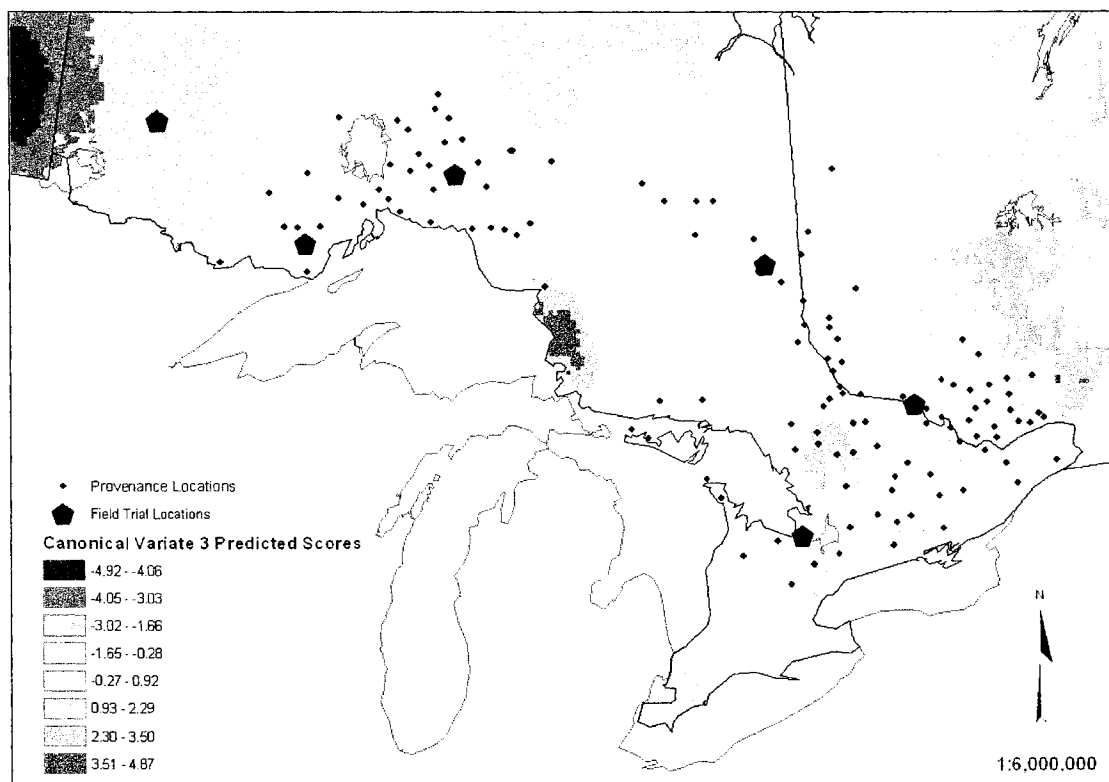 Provenance Locations
Field Trial Locations
Canonical Variate 3 Predicted Scores
-4.92 - -4.06
-4.05 - -3.03
-3.02 - -1.66
-1.65 - -0.28
-0.27 - 0.92
0.93 - 2.29
2.30 - 3.50
3.51 - 4.87
N
1:6,000,000